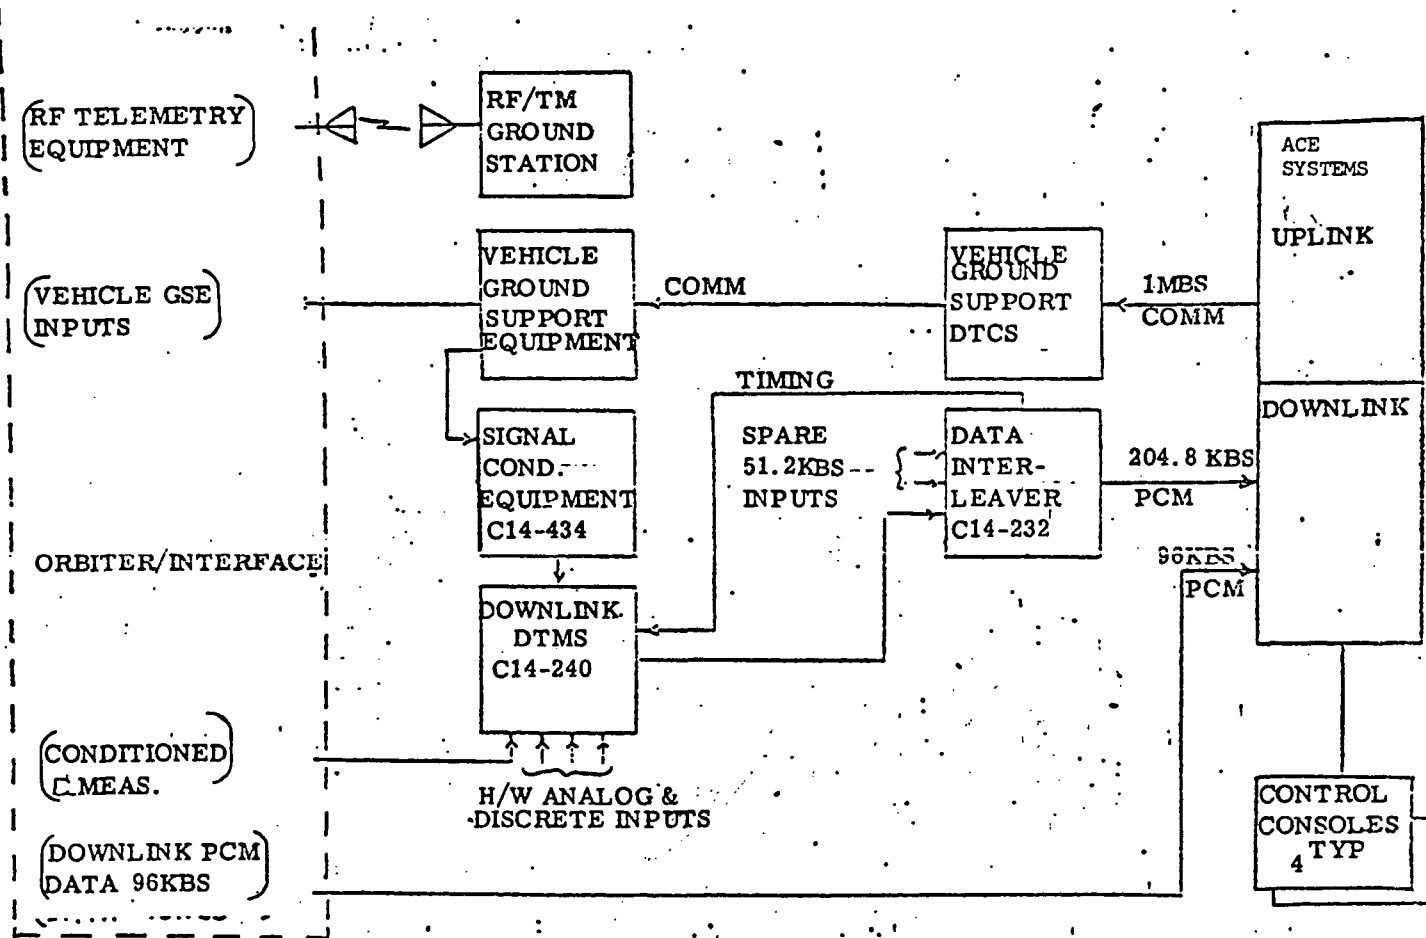 RF TELEMETRY
EQUIPMENT
RF/TM
GROUND
STATION
ACE
SYSTEMS
UPLINK
VEHICLE GSE
INPUTS
VEHICLE
GROUND
SUPPORT
EQUIPMENT
COMM
VEHICLE
GROUND
SUPPORT
DTCS
1MBS
COMM
TIMING
DOWNLINK
SIGNAL
COND.
EQUIPMENT
C14-434
SPARE
51.2KBS
INPUTS
DATA
INTER-
LEAVER
C14-232
204.8 KBS
PCM
96KBS
PCM
ORBITER/INTERFACE
DOWNLINK
DTMS
C14-240
CONDITIONED
MEAS.
H/W ANALOG &
DISCRETE INPUTS
CONTROL
CONSOLES
4 TYP
DOWNLINK PCM
DATA 96KBS